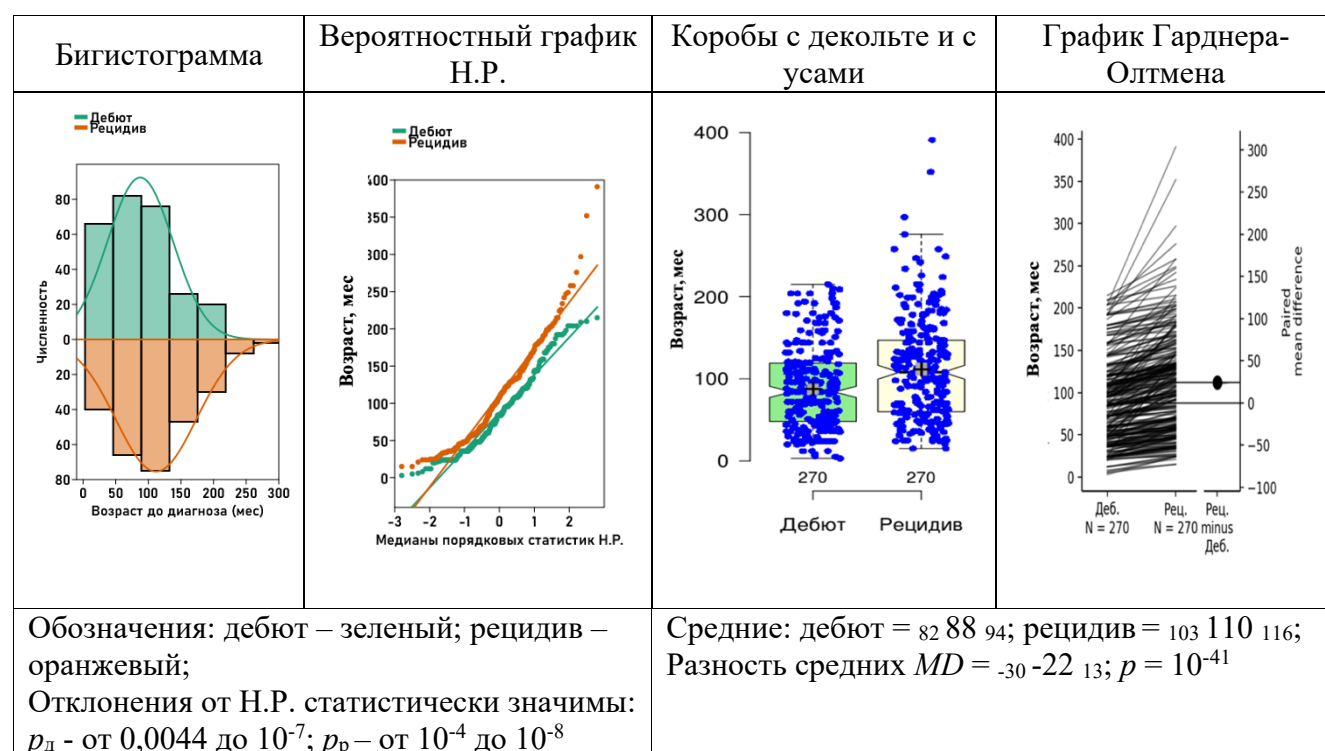 Бигистограмма
Вероятностный график
Н.Р.
Коробы с декольте и с
усами
График Гарднера-
Олтмена
Дебют
Рецидив
Численность
80
60
40
20
0
20
40
60
80
0 50 100 150 200 250 300
Возраст до диагноза (мес)
Дебют
Рецидив
Возраст, мес
400
350
300
250
200
150
100
50
0
-3 -2 -1 0 1 2
Медианы порядковых статистик Н.Р.
Возраст, мес
400
300
200
100
0
270 270
Дебют Рецидив
Возраст, мес
400
350
300
250
200
150
100
50
0
300
250
200
150
100
50
0
−50
−100
Paired
mean difference
Деб.
N = 270
Рец.
N = 270
Рец.
minus
Деб.
Обозначения: дебют – зеленый; рецидив –
оранжевый;
Отклонения от Н.Р. статистически значимы:
pд - от 0,0044 до 10-7; pр – от 10-4 до 10-8
Средние: дебют = 82 88 94; рецидив = 103 110 116;
Разность средних MD = -30 -22 13; p = 10-41